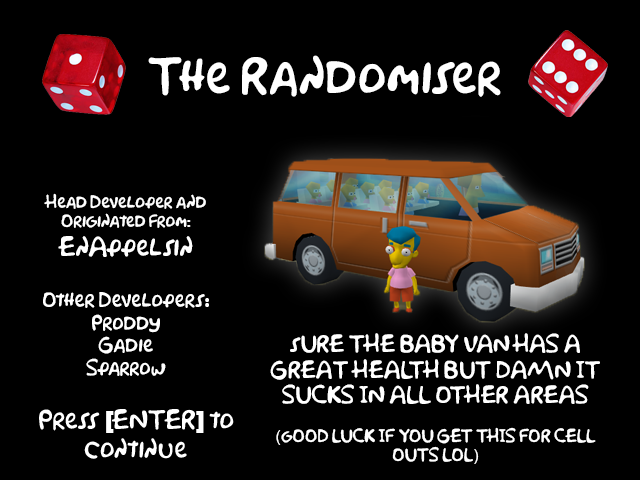 The Randomiser
Head Developer and
Originated From:
EnAppelsin
Other Developers:
Proddy
Gadie
Sparrow
Press [ENTER] to
continue
SURE THE BABY VAN HAS A
GREAT HEALTH BUT DAMN IT
SUCKS IN ALL OTHER AREAS
(GOOD LUCK IF YOU GET THIS FOR CELL
OUTS LOL)